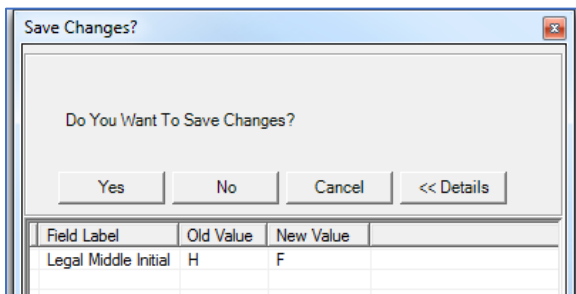 Save Changes?
Do You Want To Save Changes?
Yes No Cancel << Details
Field Label Old Value New Value
Legal Middle Initial H F